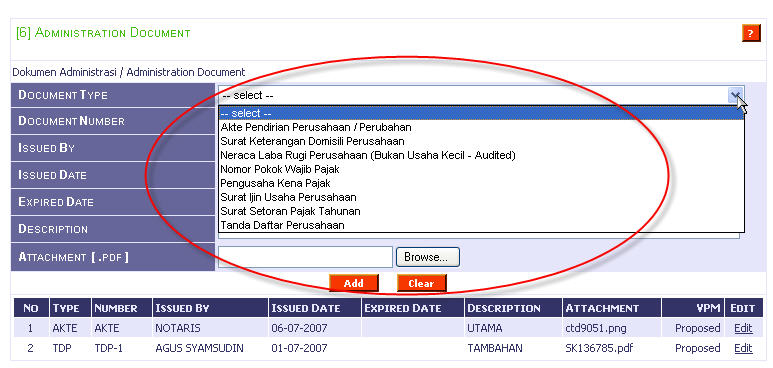 [6] Administration Document
?
Dokumen Administrasi / Administration Document
Document Type
-- select --
-- select --
Akte Pendirian Perusahaan / Perubahan
Surat Keterangan Domisili Perusahaan
Neraca Laba Rugi Perusahaan (Bukan Usaha Kecil - Audited)
Nomor Pokok Wajib Pajak
Pengusaha Kena Pajak
Surat Ijin Usaha Perusahaan
Surat Setoran Pajak Tahunan
Tanda Daftar Perusahaan
Document Number
Issued By
Issued Date
Expired Date
Description
Attachment [.pdf]
Browse...
Add Clear
No Type Number Issued By Issued Date Expired Date Description Attachment VPM Edit
1 AKTE AKTE NOTARIS 06-07-2007 UTAMA ctd9051.png Proposed Edit
2 TDP TDP-1 AGUS SYAMSUDIN 01-07-2007 TAMBAHAN SK136785.pdf Proposed Edit